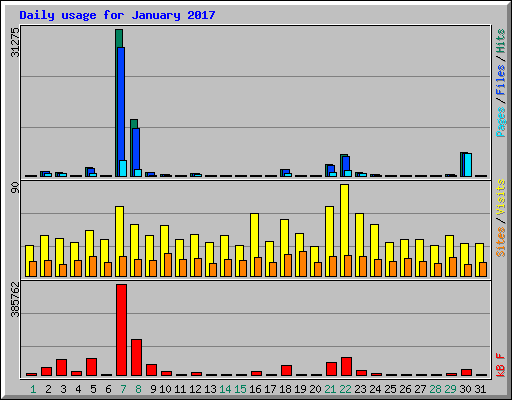 Daily usage for January 2017
31275
Pages / Files / Hits
90
Sites / Visits
385762
kB F
1 2 3 4 5 6 7 8 9 10 11 12 13 14 15 16 17 18 19 20 21 22 23 24 25 26 27 28 29 30 31